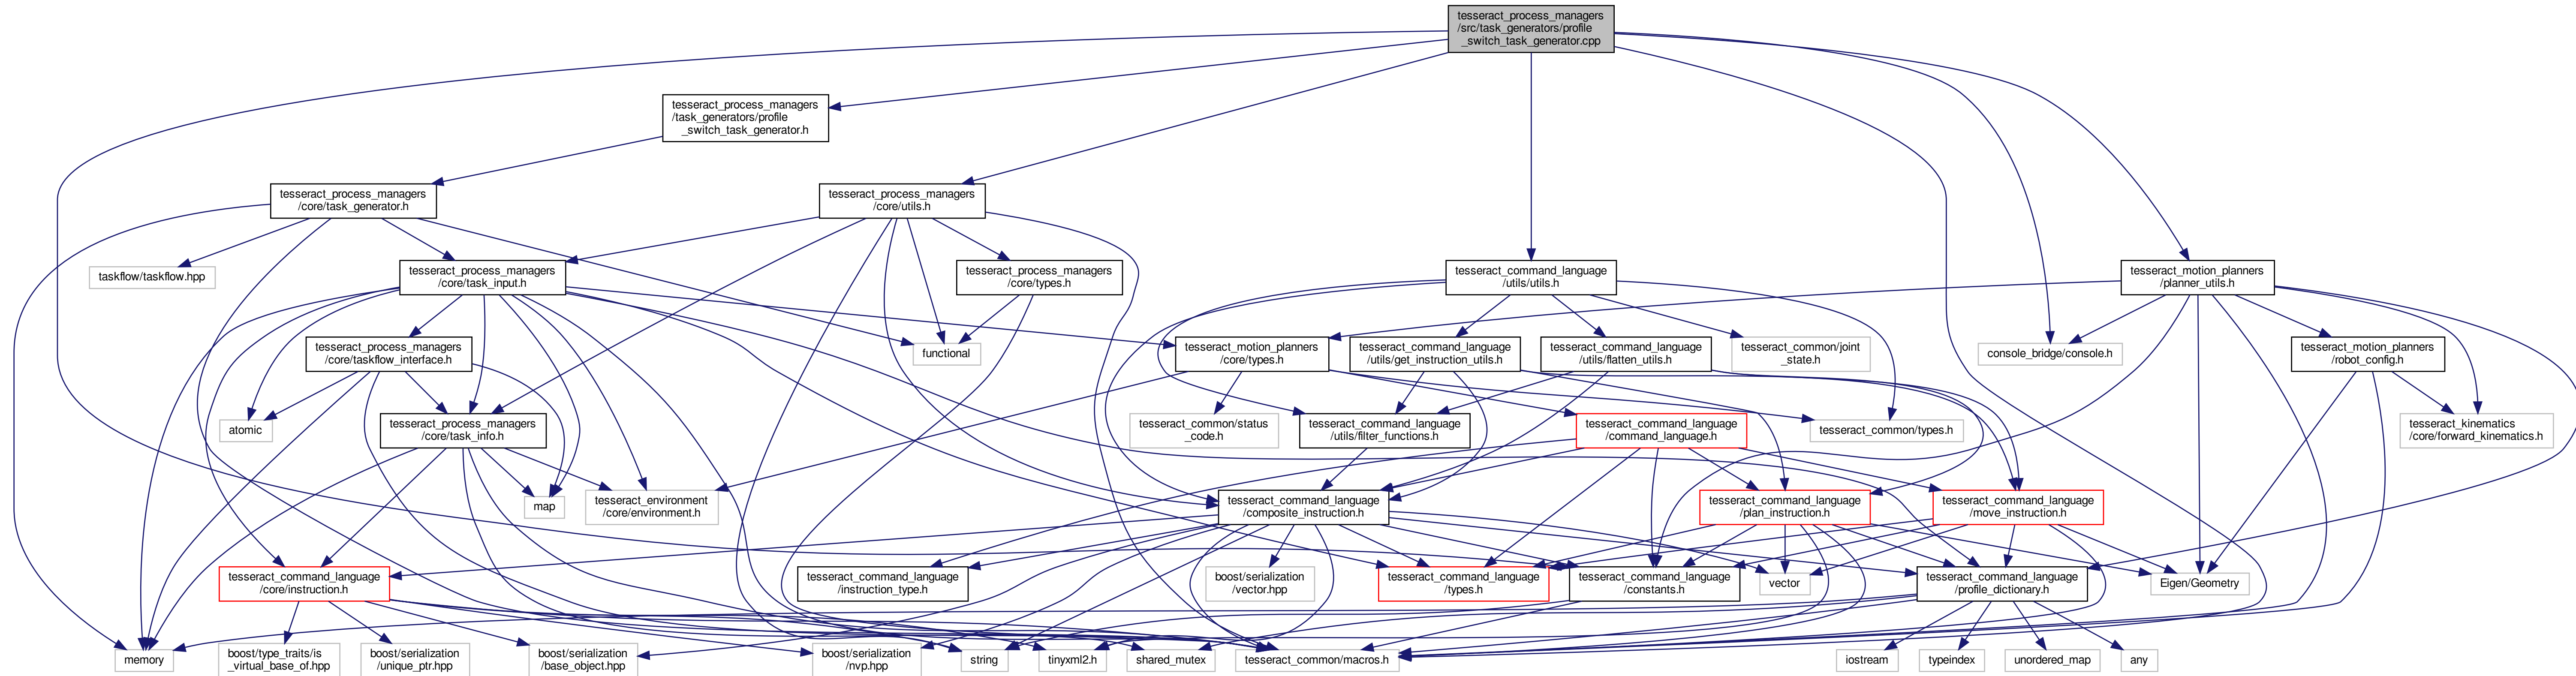 tesseract_process_managers
/src/task_generators/profile
_switch_task_generator.cpp
tesseract_process_managers
/task_generators/profile
_switch_task_generator.h
tesseract_process_managers
/core/task_generator.h
tesseract_process_managers
/core/utils.h
taskflow/taskflow.hpp
tesseract_process_managers
/core/task_input.h
tesseract_process_managers
/core/types.h
tesseract_command_language
/utils/utils.h
tesseract_motion_planners
/planner_utils.h
tesseract_process_managers
/core/taskflow_interface.h
functional
tesseract_motion_planners
/core/types.h
tesseract_command_language
/utils/get_instruction_utils.h
tesseract_command_language
/utils/flatten_utils.h
tesseract_common/joint
_state.h
console_bridge/console.h
tesseract_motion_planners
/robot_config.h
atomic
tesseract_process_managers
/core/task_info.h
tesseract_common/status
_code.h
tesseract_command_language
/utils/filter_functions.h
tesseract_command_language
/command_language.h
tesseract_common/types.h
tesseract_kinematics
/core/forward_kinematics.h
map
tesseract_environment
/core/environment.h
tesseract_command_language
/composite_instruction.h
tesseract_command_language
/plan_instruction.h
tesseract_command_language
/move_instruction.h
tesseract_command_language
/core/instruction.h
tesseract_command_language
/instruction_type.h
boost/serialization
/vector.hpp
tesseract_command_language
/types.h
tesseract_command_language
/constants.h
vector
tesseract_command_language
/profile_dictionary.h
Eigen/Geometry
memory
boost/type_traits/is
_virtual_base_of.hpp
boost/serialization
/unique_ptr.hpp
boost/serialization
/base_object.hpp
boost/serialization
/nvp.hpp
string
tinyxml2.h
shared_mutex
tesseract_common/macros.h
iostream
typeindex
unordered_map
any